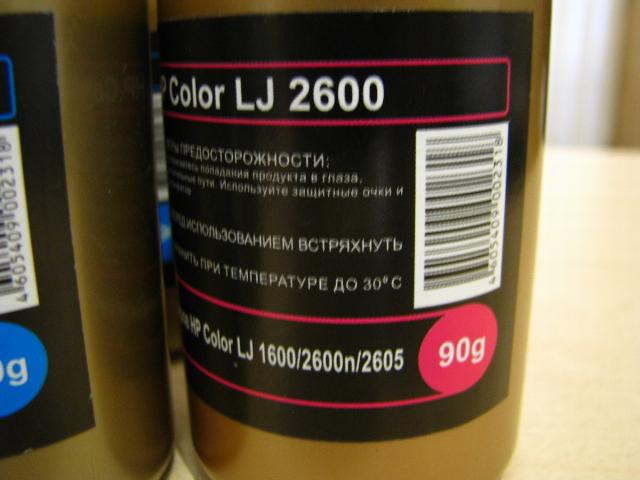 Color LJ 2600
ПРЕДОСТОРОЖНОСТИ:
попадания продукта в глаза,
пути. Используйте защитные очки и
ИСПОЛЬЗОВАНИЕМ ВСТРЯХНУТЬ
ПРИ ТЕМПЕРАТУРЕ ДО 30°С
HP Color LJ 1600/2600n/2605
90g
4605409002318
4605409002318
g